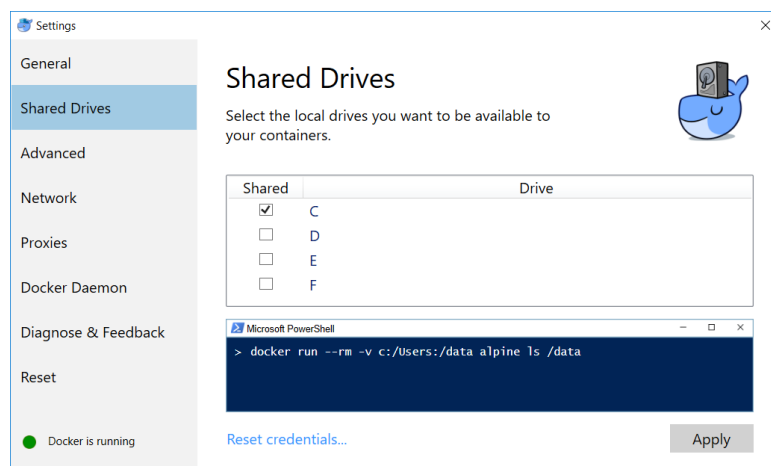 Settings
General
Shared Drives
Advanced
Network
Proxies
Docker Daemon
Diagnose & Feedback
Reset
Docker is running
Shared Drives
Select the local drives you want to be available to
your containers.
Shared Drive
C
D
E
F
Microsoft PowerShell
> docker run --rm -v c:/Users:/data alpine ls /data
Reset credentials...
Apply